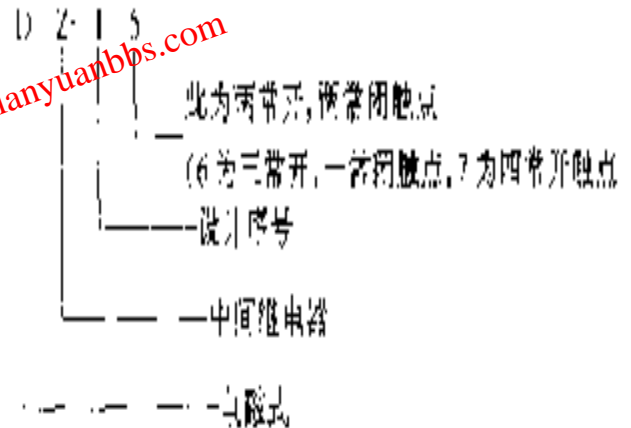 D Z - 1 5
此为两常开,两常闭触点
(6为三常开,一常闭触点,7为四常开触点
设计序号
中间继电器
电磁式
anyuanbbs.com